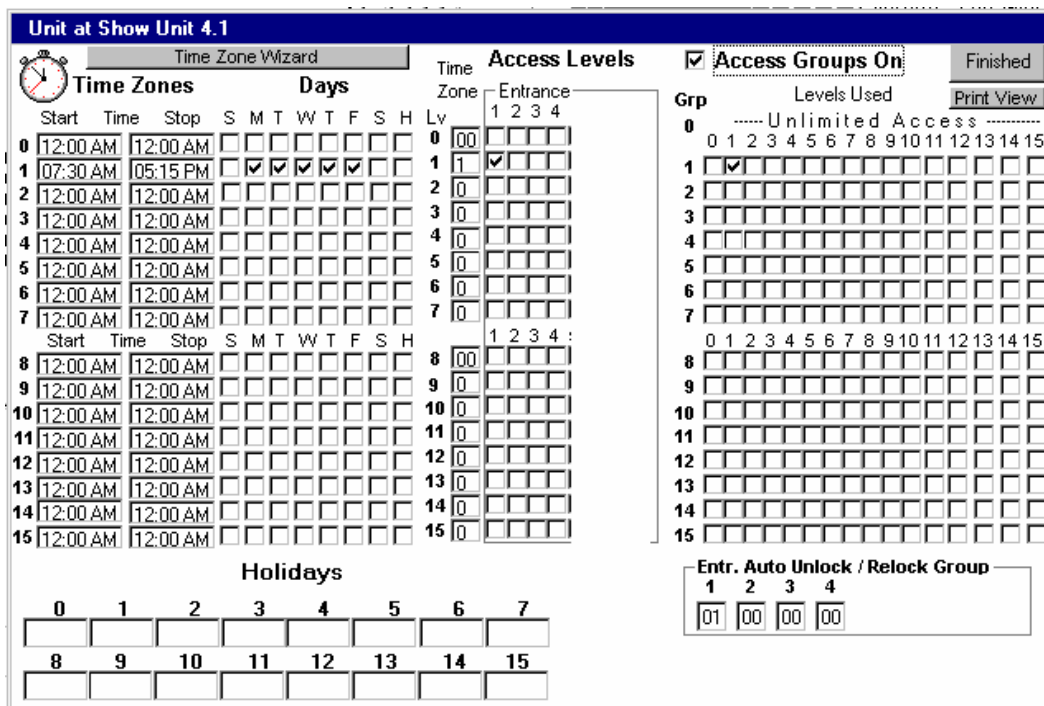 Unit at Show Unit 4.1
Time Zone Wizard
Time Zones Days
Start Time Stop S M T W T F S H
0 12:00 AM 12:00 AM
1 07:30 AM 05:15 PM
2 12:00 AM 12:00 AM
3 12:00 AM 12:00 AM
4 12:00 AM 12:00 AM
5 12:00 AM 12:00 AM
6 12:00 AM 12:00 AM
7 12:00 AM 12:00 AM
Start Time Stop S M T W T F S H
8 12:00 AM 12:00 AM
9 12:00 AM 12:00 AM
10 12:00 AM 12:00 AM
11 12:00 AM 12:00 AM
12 12:00 AM 12:00 AM
13 12:00 AM 12:00 AM
14 12:00 AM 12:00 AM
15 12:00 AM 12:00 AM
Access Levels
Time
Zone Entrance
Lv 1 2 3 4
0 00
1 1
2 0
3 0
4 0
5 0
6 0
7 0
1 2 3 4
8 00
9 0
10 0
11 0
12 0
13 0
14 0
15 0
Access Groups On
Finished
Grp Levels Used
Print View
0 ----- Unlimited Access ---------
0 1 2 3 4 5 6 7 8 9 10 11 12 13 14 15
1
2
3
4
5
6
7
0 1 2 3 4 5 6 7 8 9 10 11 12 13 14 15
8
9
10
11
12
13
14
15
Entr. Auto Unlock / Relock Group
1 2 3 4
01 00 00 00
Holidays
0 1 2 3 4 5 6 7
8 9 10 11 12 13 14 15